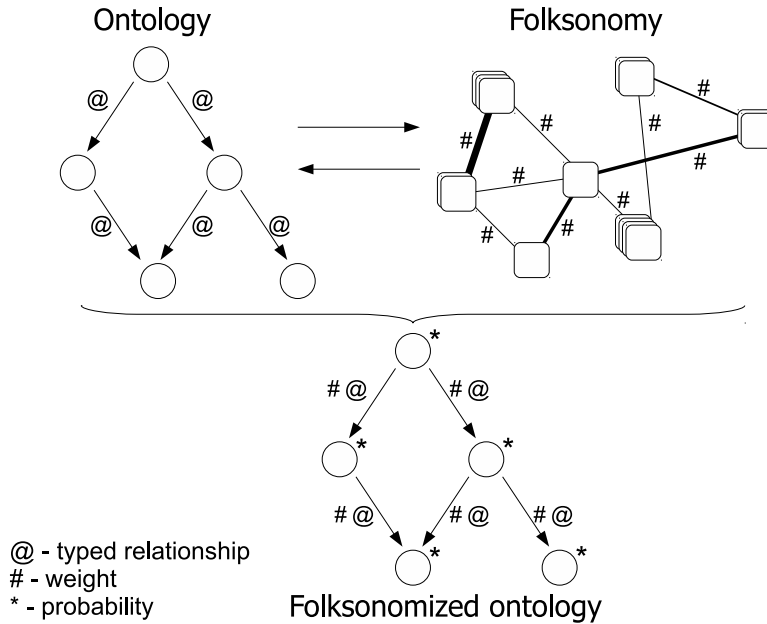 Ontology
Folksonomy
@ @
# # # # #
# #
@ @ @
# # #
*
# @ # @
* *
# @ # @ # @
* *
@ - typed relationship
# - weight
* - probability
Folksonomized ontology